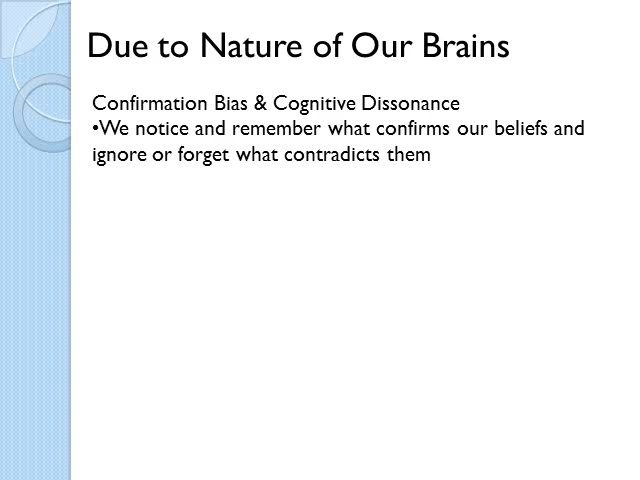 Due to Nature of Our Brains
Confirmation Bias & Cognitive Dissonance
•We notice and remember what confirms our beliefs and
ignore or forget what contradicts them